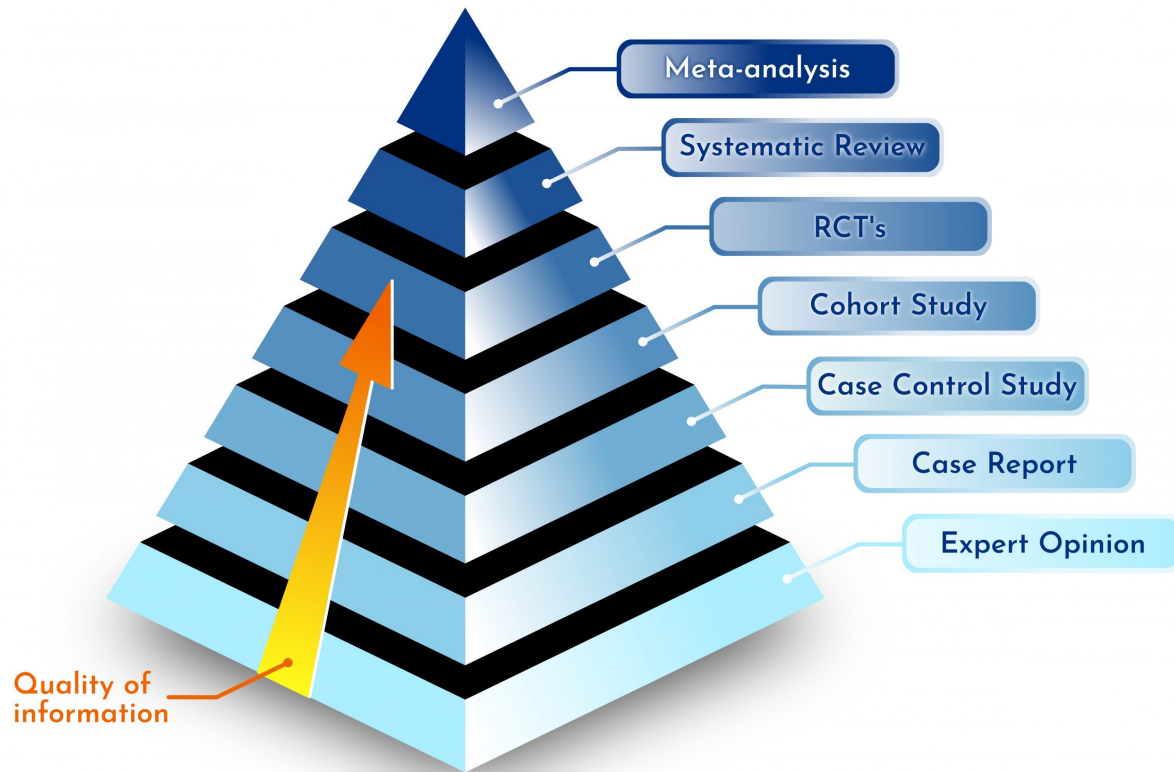 Meta-analysis
Systematic Review
RCT's
Cohort Study
Case Control Study
Case Report
Expert Opinion
Quality of
information